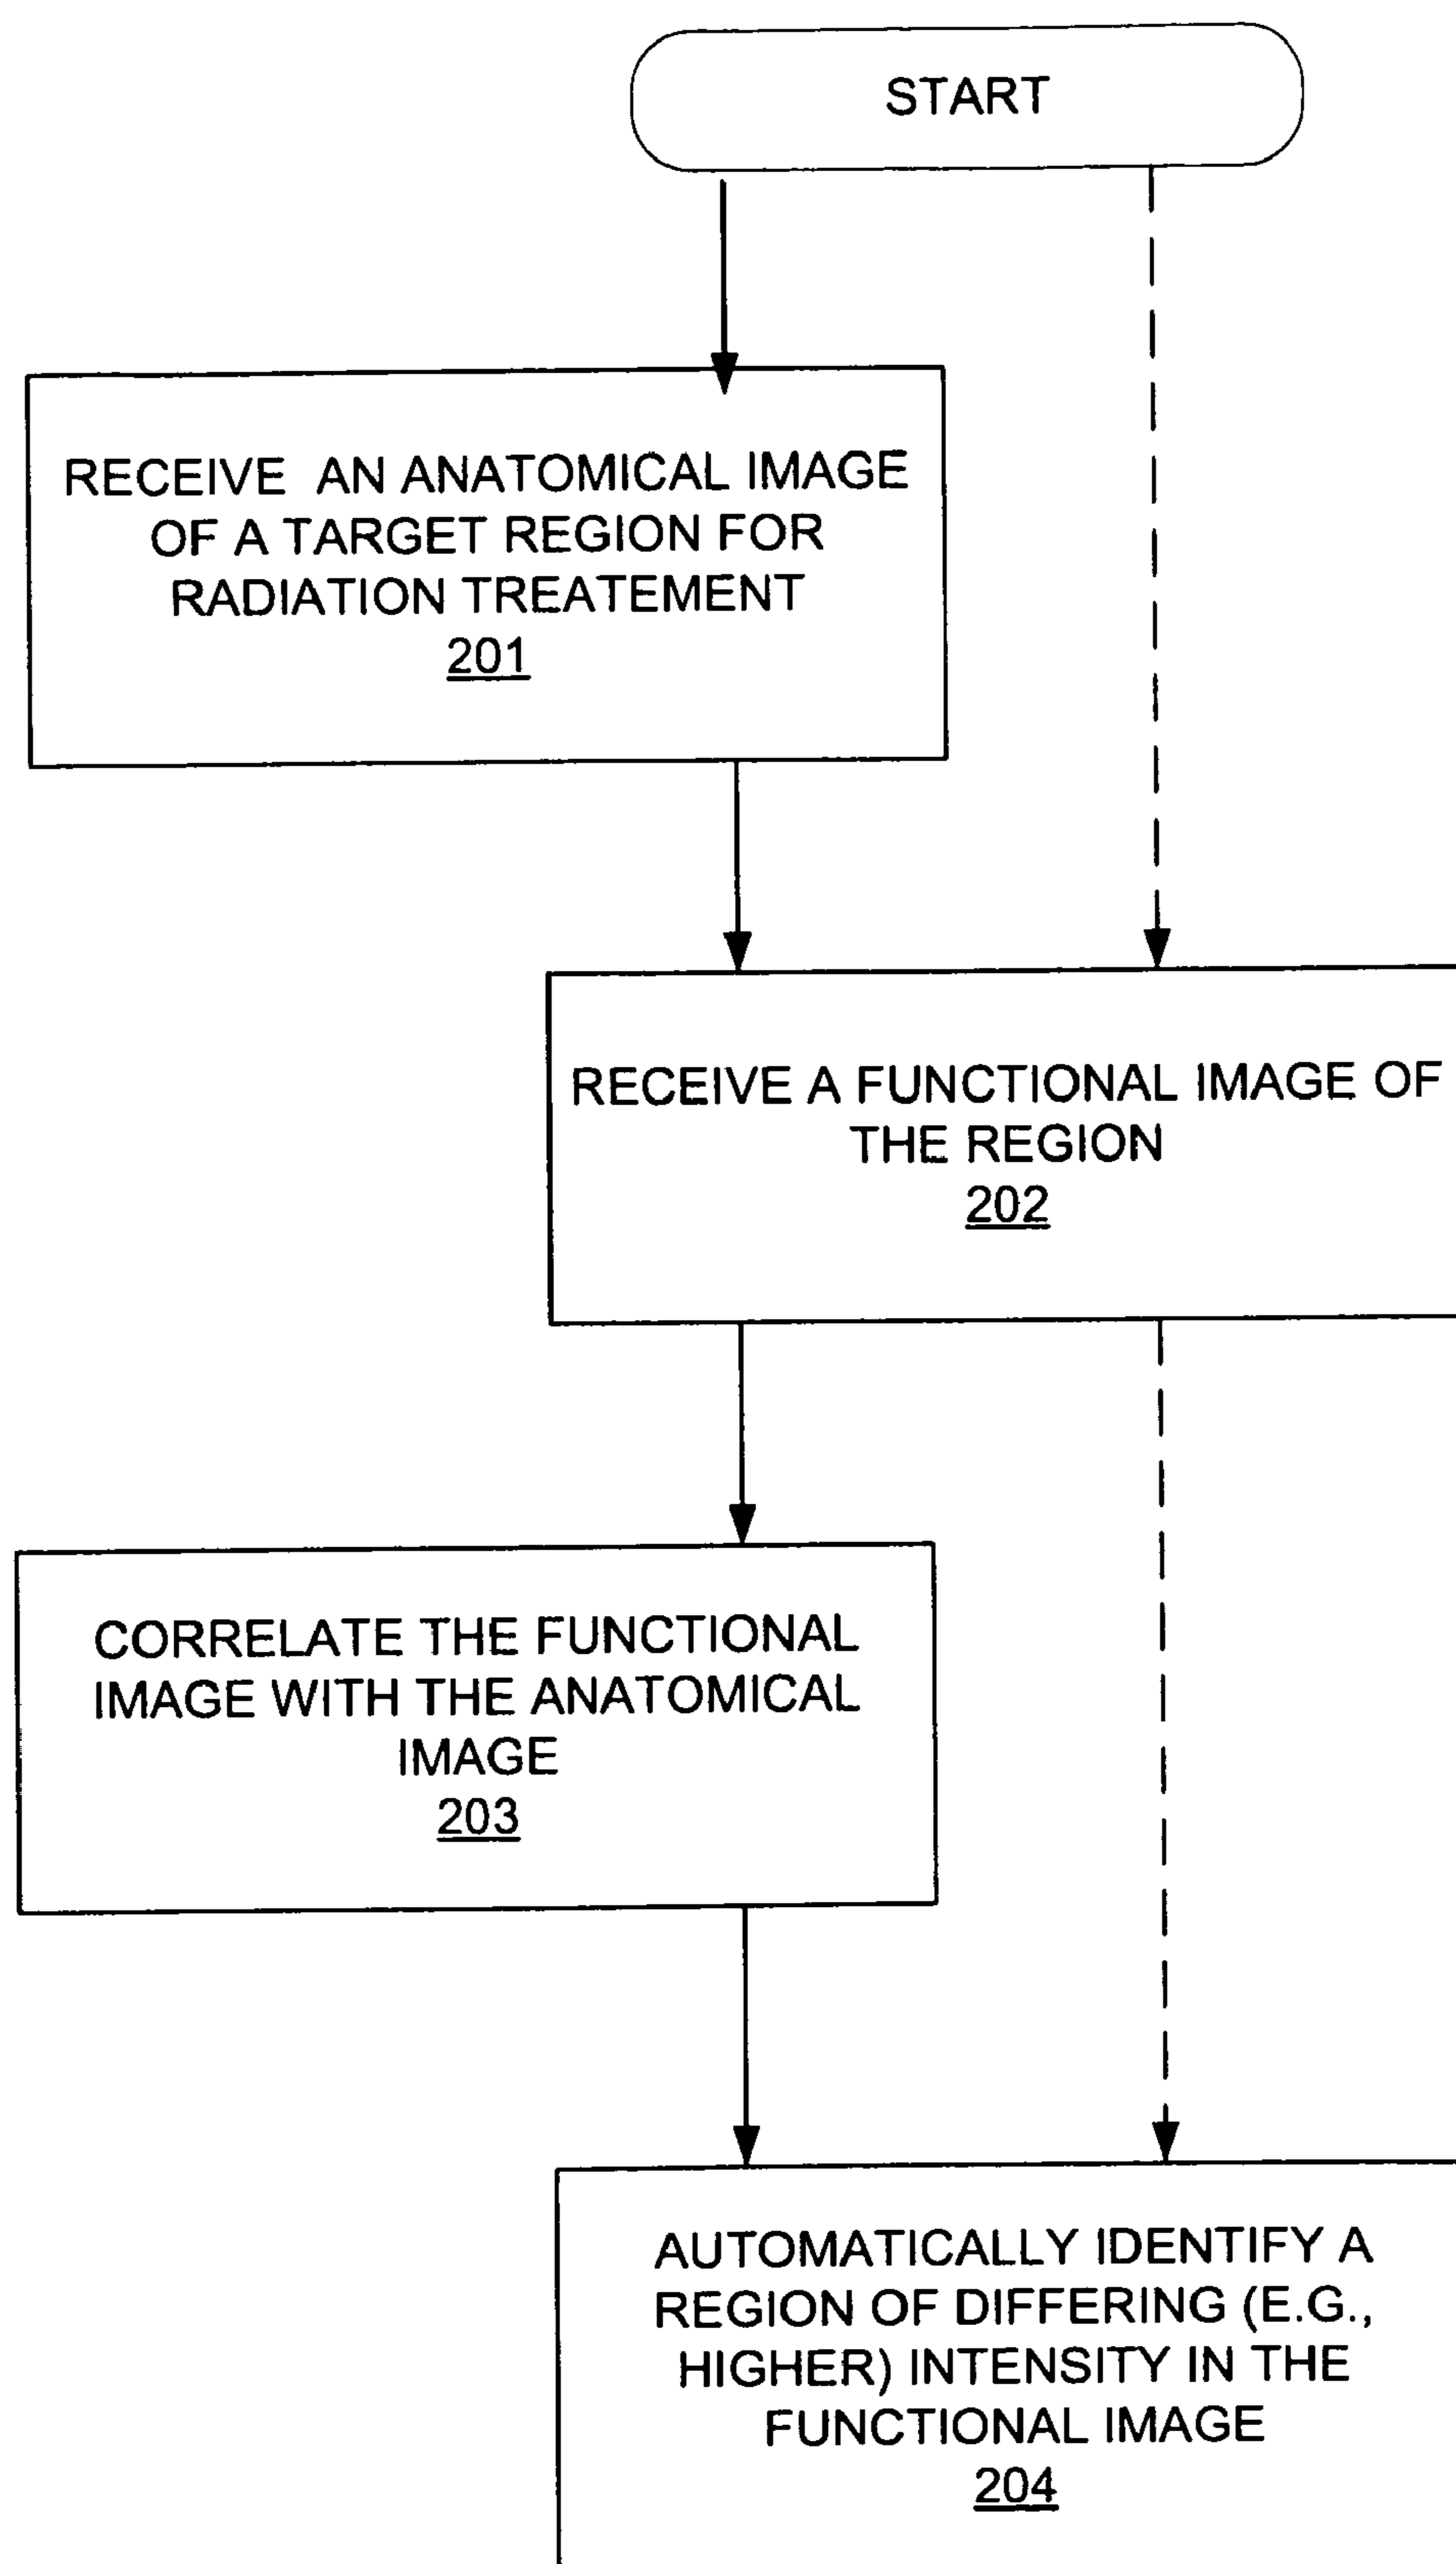 START
RECEIVE AN ANATOMICAL IMAGE
OF A TARGET REGION FOR
RADIATION TREATEMENT
201
RECEIVE A FUNCTIONAL IMAGE OF
THE REGION
202
CORRELATE THE FUNCTIONAL
IMAGE WITH THE ANATOMICAL
IMAGE
203
AUTOMATICALLY IDENTIFY A
REGION OF DIFFERING (E.G.,
HIGHER) INTENSITY IN THE
FUNCTIONAL IMAGE
204